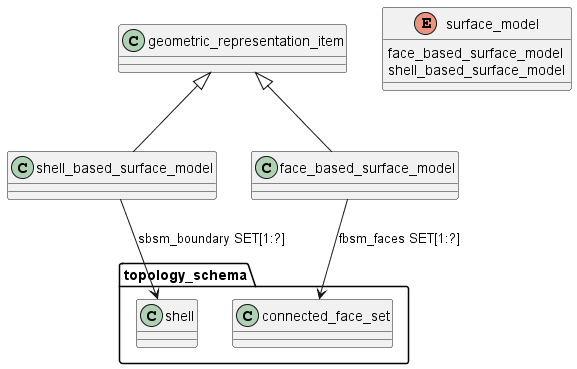 C geometric_representation_item
E surface_model
face_based_surface_model
shell_based_surface_model
C shell_based_surface_model
C face_based_surface_model
sbsm_boundary SET[1:?]
fbsm_faces SET[1:?]
topology_schema
C shell
C connected_face_set